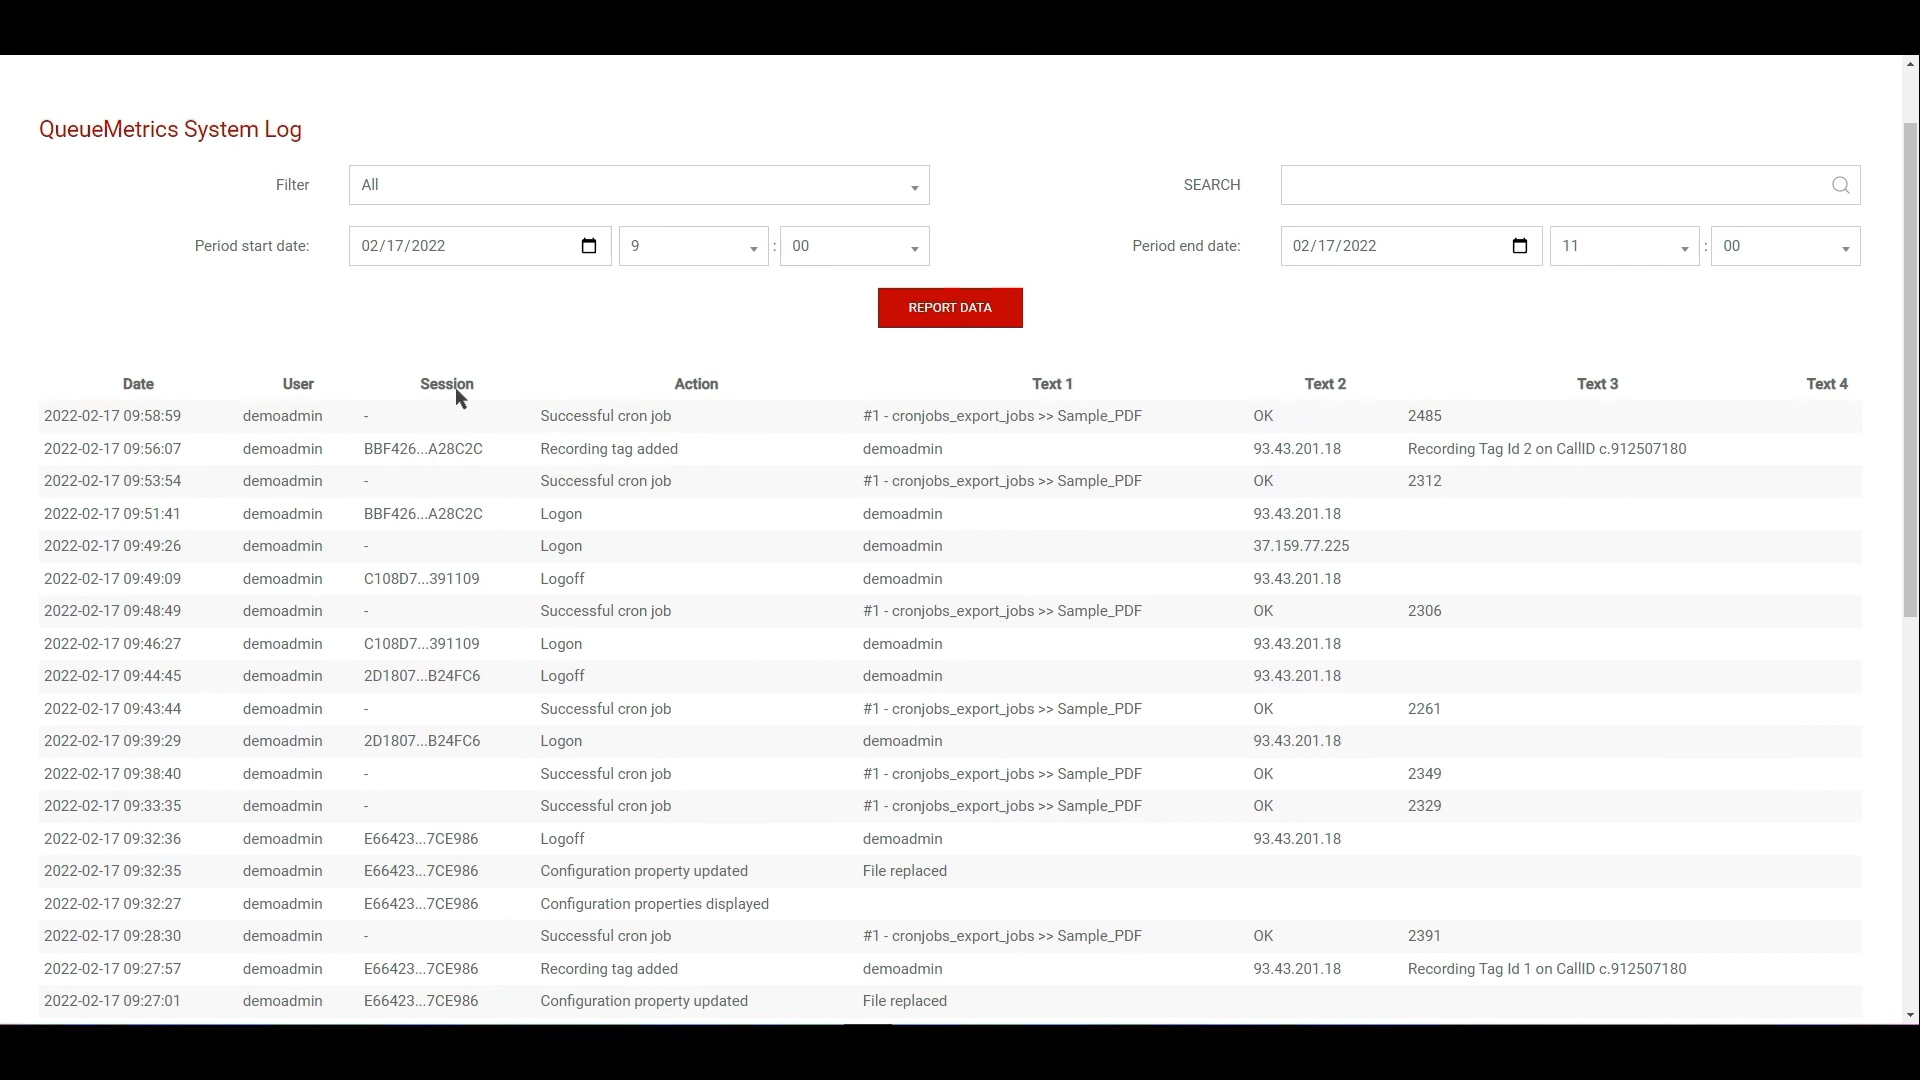 QueueMetrics System Log
Filter All SEARCH
Period start date: 02/17/2022 9 : 00 Period end date: 02/17/2022 11 : 00
REPORT DATA
Date User Session Action Text 1 Text 2 Text 3 Text 4
2022-02-17 09:58:59 demoadmin - Successful cron job #1 - cronjobs_export_jobs >> Sample_PDF OK 2485
2022-02-17 09:56:07 demoadmin BBF426...A28C2C Recording tag added demoadmin 93.43.201.18 Recording Tag Id 2 on CallID c.912507180
2022-02-17 09:53:54 demoadmin - Successful cron job #1 - cronjobs_export_jobs >> Sample_PDF OK 2312
2022-02-17 09:51:41 demoadmin BBF426...A28C2C Logon demoadmin 93.43.201.18
2022-02-17 09:49:26 demoadmin - Logon demoadmin 37.159.77.225
2022-02-17 09:49:09 demoadmin C108D7...391109 Logoff demoadmin 93.43.201.18
2022-02-17 09:48:49 demoadmin - Successful cron job #1 - cronjobs_export_jobs >> Sample_PDF OK 2306
2022-02-17 09:46:27 demoadmin C108D7...391109 Logon demoadmin 93.43.201.18
2022-02-17 09:44:45 demoadmin 2D1807...B24FC6 Logoff demoadmin 93.43.201.18
2022-02-17 09:43:44 demoadmin - Successful cron job #1 - cronjobs_export_jobs >> Sample_PDF OK 2261
2022-02-17 09:39:29 demoadmin 2D1807...B24FC6 Logon demoadmin 93.43.201.18
2022-02-17 09:38:40 demoadmin - Successful cron job #1 - cronjobs_export_jobs >> Sample_PDF OK 2349
2022-02-17 09:33:35 demoadmin - Successful cron job #1 - cronjobs_export_jobs >> Sample_PDF OK 2329
2022-02-17 09:32:36 demoadmin E66423...7CE986 Logoff demoadmin 93.43.201.18
2022-02-17 09:32:35 demoadmin E66423...7CE986 Configuration property updated File replaced
2022-02-17 09:32:27 demoadmin E66423...7CE986 Configuration properties displayed
2022-02-17 09:28:30 demoadmin - Successful cron job #1 - cronjobs_export_jobs >> Sample_PDF OK 2391
2022-02-17 09:27:57 demoadmin E66423...7CE986 Recording tag added demoadmin 93.43.201.18 Recording Tag Id 1 on CallID c.912507180
2022-02-17 09:27:01 demoadmin E66423...7CE986 Configuration property updated File replaced